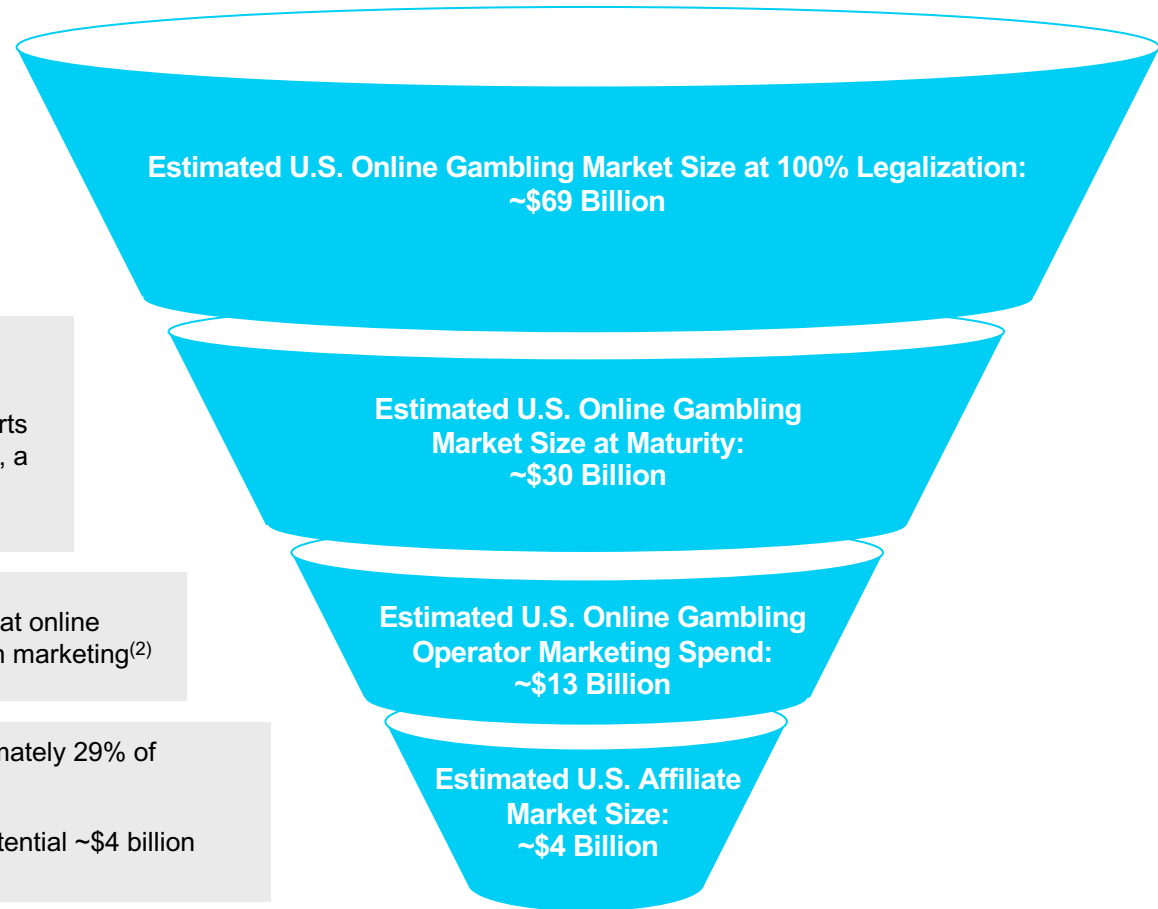 Estimated U.S. Online Gambling Market Size at 100% Legalization:
~$69 Billion
rts
, a
Estimated U.S. Online Gambling
Market Size at Maturity:
~$30 Billion
at online
n marketing(2)
Estimated U.S. Online Gambling
Operator Marketing Spend:
~$13 Billion
mately 29% of
tential ~$4 billion
Estimated U.S. Affiliate
Market Size:
~$4 Billion